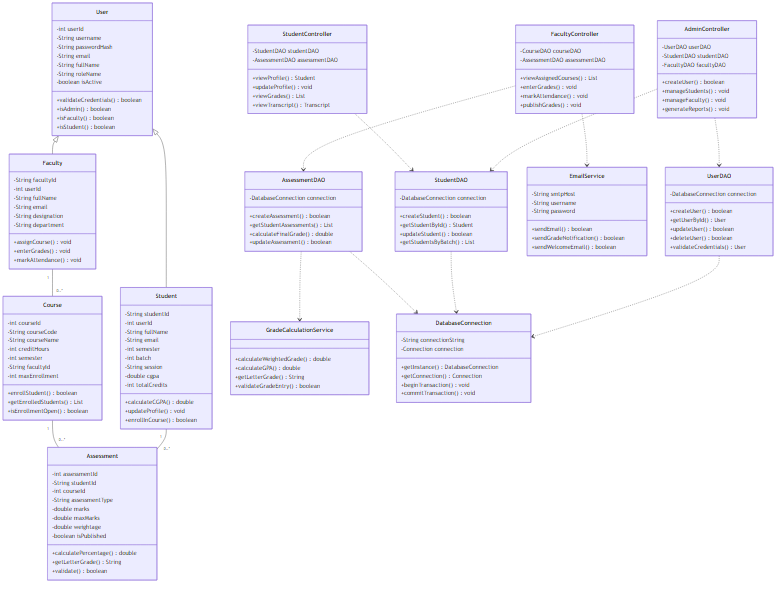 User
-int userId
-String username
-String passwordHash
-String email
-String fullName
-String roleName
-boolean isActive
+validateCredentials() : boolean
+isAdmin() : boolean
+isFaculty() : boolean
+isStudent() : boolean
StudentController
-StudentDAO studentDAO
-AssessmentDAO assessmentDAO
+viewProfile() : Student
+updateProfile() : void
+viewGrades() : List
+viewTranscript() : Transcript
FacultyController
-CourseDAO courseDAO
-AssessmentDAO assessmentDAO
+viewAssignedCourses() : List
+enterGrades() : void
+markAttendance() : void
+publishGrades() : void
AdminController
-UserDAO userDAO
-StudentDAO studentDAO
-FacultyDAO facultyDAO
+createUser() : boolean
+manageStudents() : void
+manageFaculty() : void
+generateReports() : void
Faculty
-String facultyId
-int userId
-String fullName
-String email
-String designation
-String department
+assignCourse() : void
+enterGrades() : void
+markAttendance() : void
AssessmentDAO
-DatabaseConnection connection
+createAssessment() : boolean
+getStudentAssessments() : List
+calculateFinalGrade() : double
+updateAssessment() : boolean
StudentDAO
-DatabaseConnection connection
+createStudent() : boolean
+getStudentById() : Student
+updateStudent() : boolean
+getStudentsByBatch() : List
EmailService
-String smtpHost
-String username
-String password
+sendEmail() : boolean
+sendGradeNotification() : boolean
+sendWelcomeEmail() : boolean
UserDAO
-DatabaseConnection connection
+createUser() : boolean
+getUserById() : User
+updateUser() : boolean
+deleteUser() : boolean
+validateCredentials() : User
1
0..*
Course
-int courseId
-String courseCode
-String courseName
-int creditHours
-int semester
-String facultyId
-int maxEnrollment
+enrollStudent() : boolean
+getEnrolledStudents() : List
+isEnrollmentOpen() : boolean
Student
-String studentId
-int userId
-String fullName
-String email
-int semester
-int batch
-String session
-double cgpa
-int totalCredits
+calculateCGPA() : double
+updateProfile() : void
+enrollInCourse() : boolean
GradeCalculationService
+calculateWeightedGrade() : double
+calculateGPA() : double
+getLetterGrade() : String
+validateGradeEntry() : boolean
DatabaseConnection
-String connectionString
-Connection connection
+getInstance() : DatabaseConnection
+getConnection() : Connection
+beginTransaction() : void
+commitTransaction() : void
1
0..*
1
0..*
Assessment
-int assessmentId
-String studentId
-int courseId
-String assessmentType
-double marks
-double maxMarks
-double weightage
-boolean isPublished
+calculatePercentage() : double
+getLetterGrade() : String
+validate() : boolean